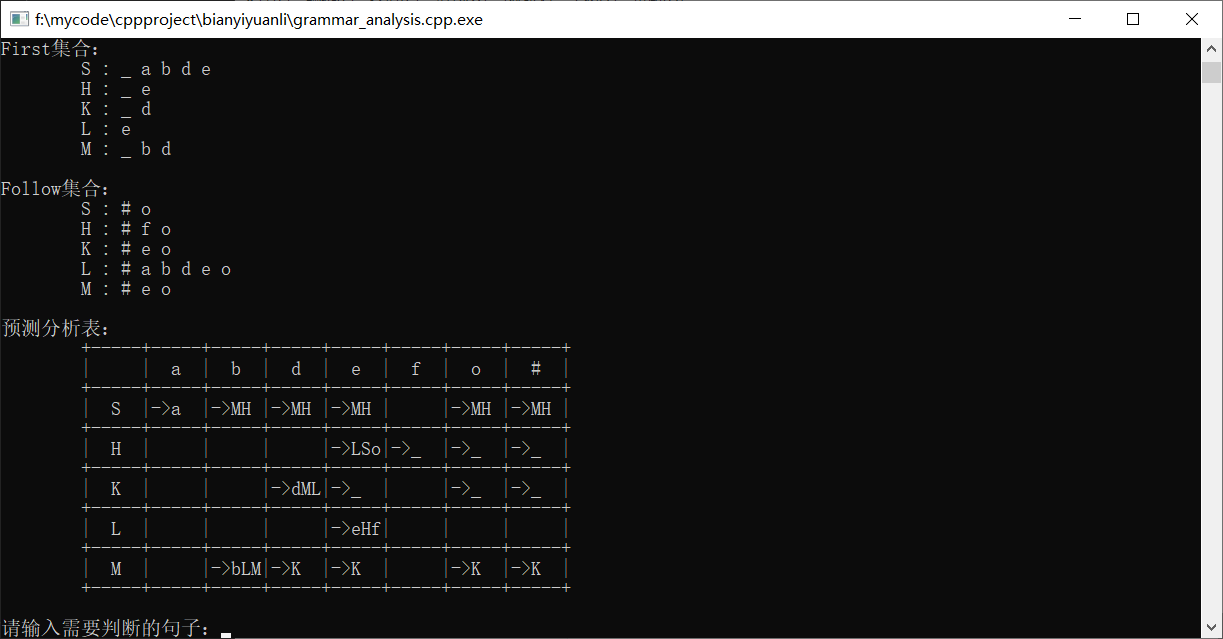 f:\mycode\cppproject\bianyiyuanli\grammar_analysis.cpp.exe
First集合:
S : _ a b d e
H : _ e
K : _ d
L : e
M : _ b d
Follow集合:
S : # o
H : # f o
K : # e o
L : # a b d e o
M : # e o
预测分析表:
+-----+-----+-----+-----+-----+-----+-----+-----+
|     |  a  |  b  |  d  |  e  |  f  |  o  |  #  |
+-----+-----+-----+-----+-----+-----+-----+-----+
|  S  |->a  |->MH |->MH |->MH |     |->MH |->MH |
+-----+-----+-----+-----+-----+-----+-----+-----+
|  H  |     |     |     |->LSo|->_  |->_  |->_  |
+-----+-----+-----+-----+-----+-----+-----+-----+
|  K  |     |     |->dML|->_  |     |->_  |->_  |
+-----+-----+-----+-----+-----+-----+-----+-----+
|  L  |     |     |     |->eHf|     |     |     |
+-----+-----+-----+-----+-----+-----+-----+-----+
|  M  |     |->bLM|->K  |->K  |     |->K  |->K  |
+-----+-----+-----+-----+-----+-----+-----+-----+
请输入需要判断的句子: